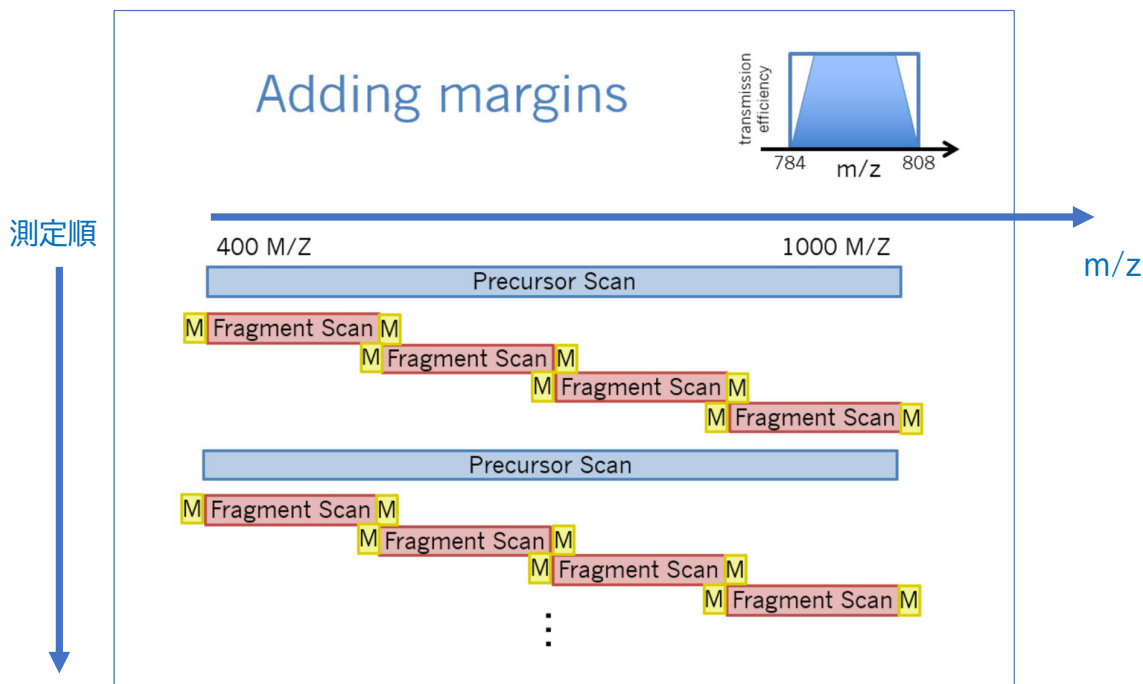 Adding margins
transmission
efficiency
784
808
m/z
測定順
400 M/Z
1000 M/Z
m/z
Precursor Scan
M Fragment Scan M
M Fragment Scan M
M Fragment Scan M
M Fragment Scan M
Precursor Scan
M Fragment Scan M
M Fragment Scan M
M Fragment Scan M
M Fragment Scan M
⋮